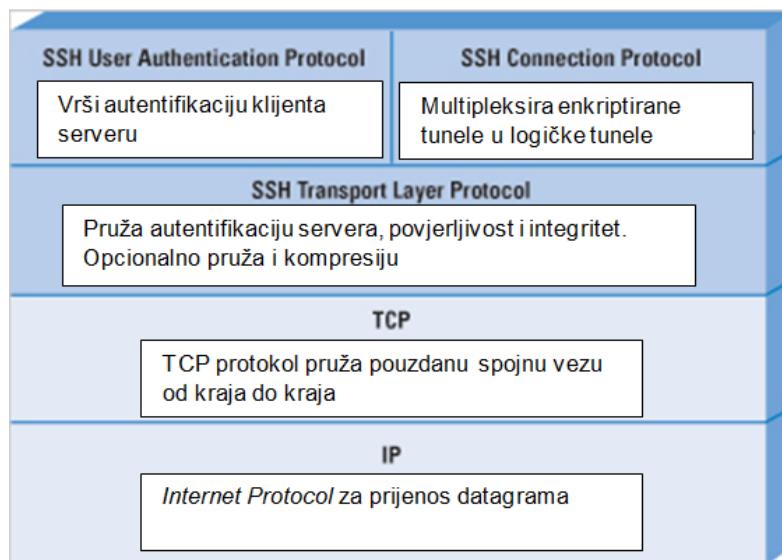 SSH User Authentication Protocol
Vrši autentifikaciju klijenta
serveru
SSH Connection Protocol
Multipleksira enkriptirane
tunele u logičke tunele
SSH Transport Layer Protocol
Pruža autentifikaciju servera, povjerljivost i integritet.
Opcionalno pruža i kompresiju
TCP
TCP protokol pruža pouzdanu spojnu vezu
od kraja do kraja
IP
Internet Protocol za prijenos datagrama